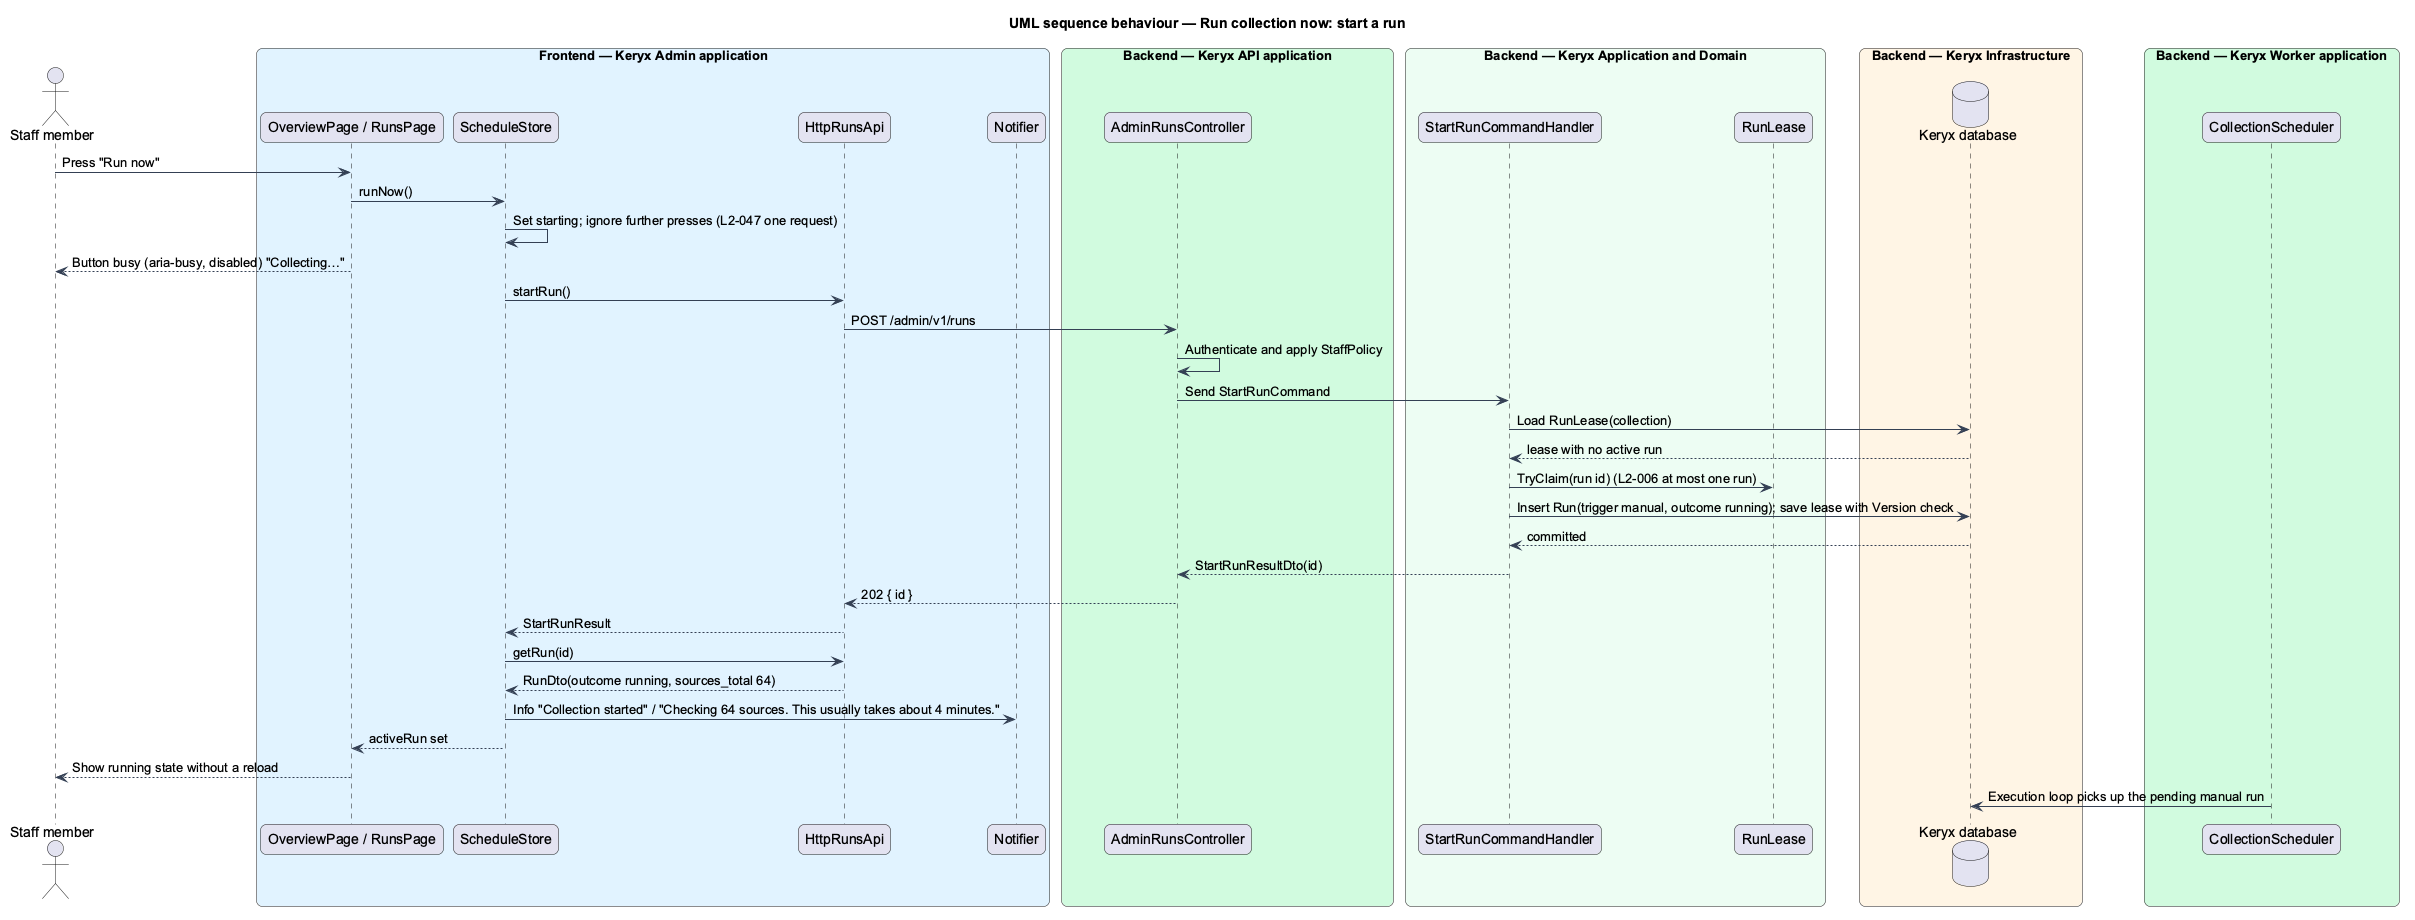 UML sequence behaviour — Run collection now: start a run
Frontend — Keryx Admin application
Backend — Keryx API application
Backend — Keryx Application and Domain
Backend — Keryx Infrastructure
Backend — Keryx Worker application
Staff member
OverviewPage / RunsPage
ScheduleStore
HttpRunsApi
Notifier
AdminRunsController
StartRunCommandHandler
RunLease
Keryx database
CollectionScheduler
Press "Run now"
runNow()
Set starting; ignore further presses (L2-047 one request)
Button busy (aria-busy, disabled) "Collecting…"
startRun()
POST /admin/v1/runs
Authenticate and apply StaffPolicy
Send StartRunCommand
Load RunLease(collection)
lease with no active run
TryClaim(run id) (L2-006 at most one run)
Insert Run(trigger manual, outcome running); save lease with Version check
committed
StartRunResultDto(id)
202 { id }
StartRunResult
getRun(id)
RunDto(outcome running, sources_total 64)
Info "Collection started" / "Checking 64 sources. This usually takes about 4 minutes."
activeRun set
Show running state without a reload
Execution loop picks up the pending manual run
Staff member
OverviewPage / RunsPage
ScheduleStore
HttpRunsApi
Notifier
AdminRunsController
StartRunCommandHandler
RunLease
Keryx database
CollectionScheduler